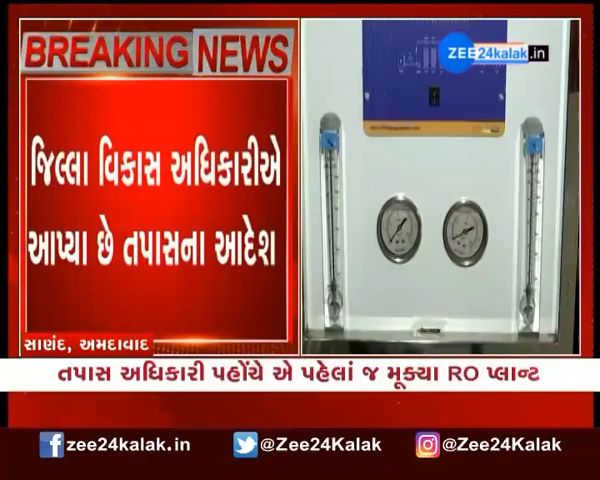 BREAKING NEWS
ZEE24kalak.in
જિલ્લા વિકાસ અધિકારીએ
આપ્યા છે તપાસના આદેશ
સાણંદ, અમદાવાદ
તપાસ અધિકારી પહોંચે એ પહેલાં જ મૂક્યા RO પ્લાન્ટ
zee24kalak.in
@Zee24Kalak
@Zee24Kalak